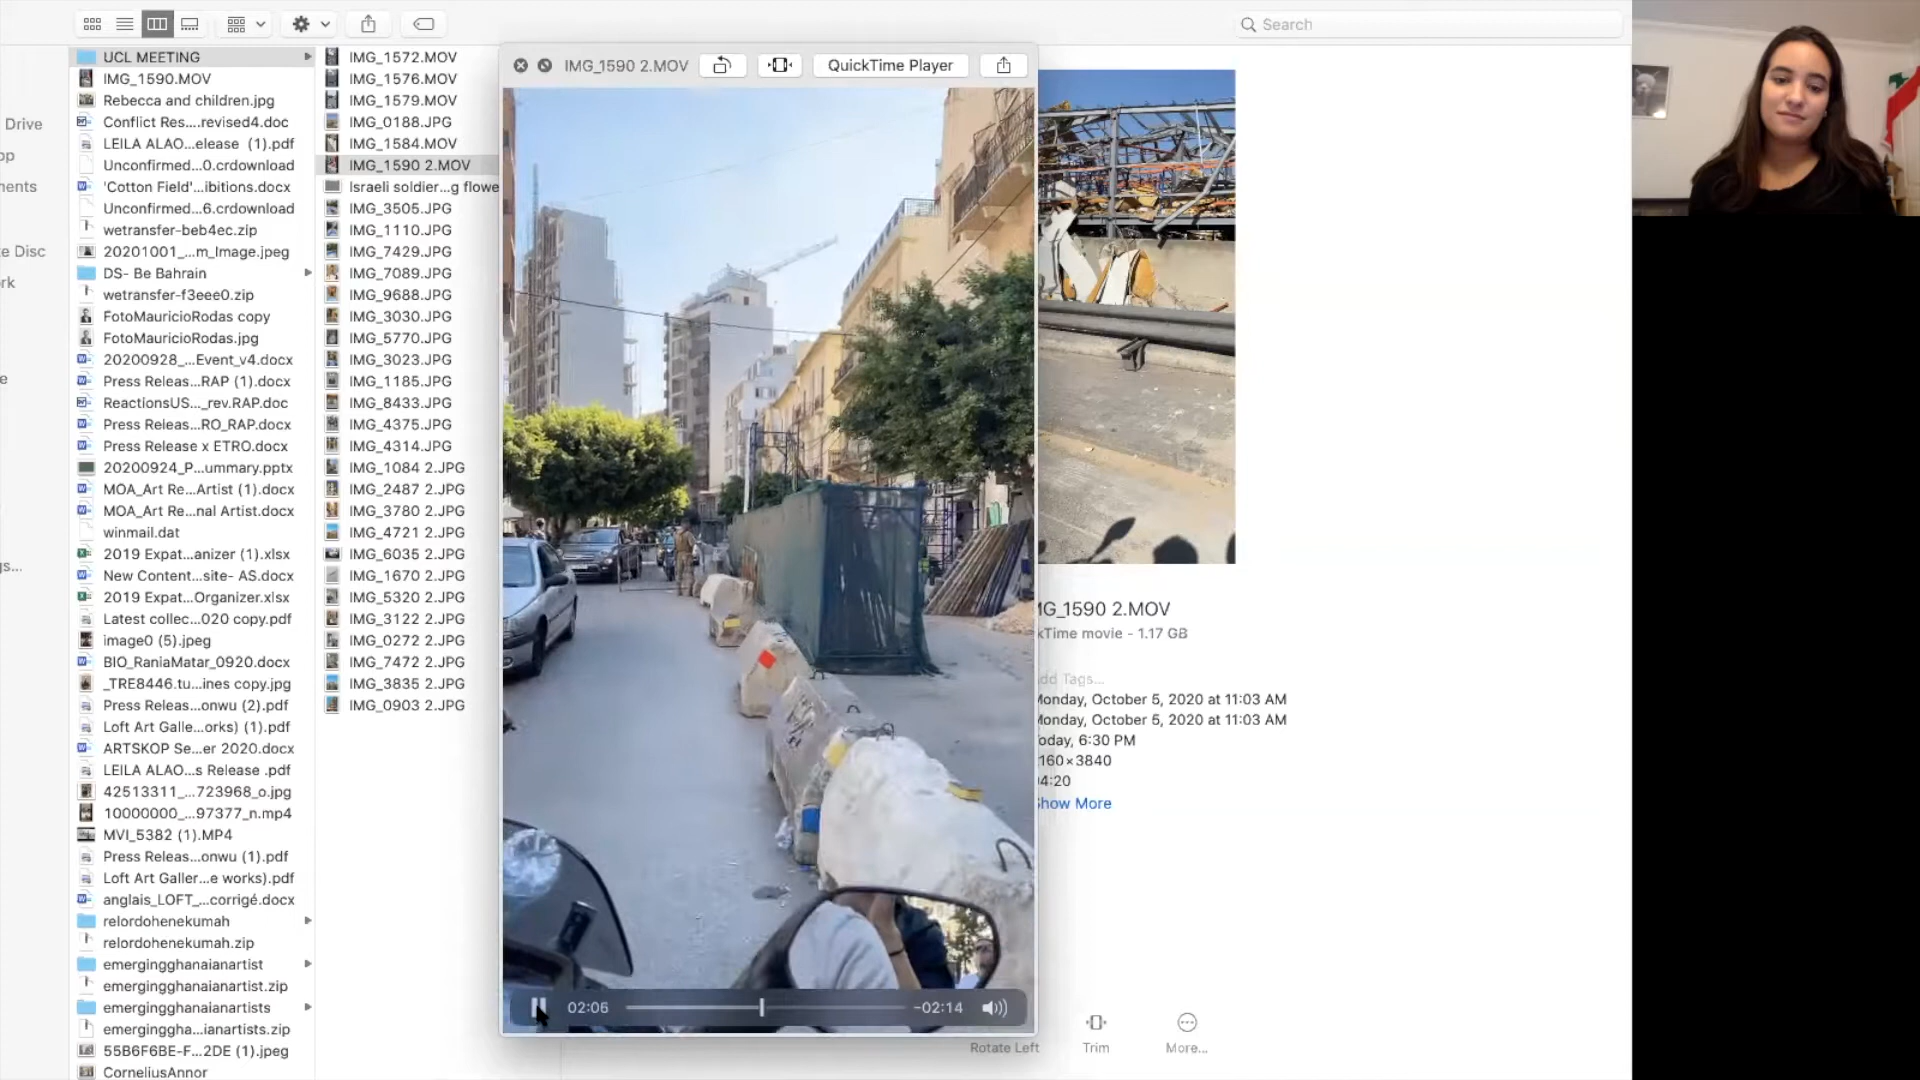 Search
Drive
pp
ments
te Disc
rk
e
gs...
UCL MEETING
IMG_1590.MOV
Rebecca and children.jpg
Conflict Res....revised4.doc
LEILA ALAO...elease (1).pdf
Unconfirmed...0.crdownload
'Cotton Field'...ibitions.docx
Unconfirmed...6.crdownload
wetransfer-beb4ec.zip
20201001_...m_Image.jpeg
DS- Be Bahrain
wetransfer-f3eee0.zip
FotoMauricioRodas copy
FotoMauricioRodas.jpg
20200928_...Event_v4.docx
Press Releas...RAP (1).docx
ReactionsUS..._rev.RAP.doc
Press Releas...RO_RAP.docx
Press Release x ETRO.docx
20200924_P...ummary.pptx
MOA_Art Re...Artist (1).docx
MOA_Art Re...nal Artist.docx
winmail.dat
2019 Expat...anizer (1).xlsx
New Content...site- AS.docx
2019 Expat...Organizer.xlsx
Latest collec...020 copy.pdf
image0 (5).jpeg
BIO_RaniaMatar_0920.docx
_TRE8446.tu...ines copy.jpg
Press Releas...onwu (2).pdf
Loft Art Galle...orks) (1).pdf
ARTSKOP Se...er 2020.docx
LEILA ALAO...s Release .pdf
42513311_...723968_o.jpg
10000000_...97377_n.mp4
MVI_5382 (1).MP4
Press Releas...onwu (1).pdf
Loft Art Galler...e works).pdf
anglais_LOFT_...corrigé.docx
relordohenekumah
relordohenekumah.zip
emergingghanaianartist
emergingghanaianartist.zip
emergingghanaianartists
emerginggha...ianartists.zip
55B6F6BE-F...2DE (1).jpeg
CorneliusAnnor
IMG_1572.MOV
IMG_1576.MOV
IMG_1579.MOV
IMG_0188.JPG
IMG_1584.MOV
IMG_1590 2.MOV
Israeli soldier...g flowe
IMG_3505.JPG
IMG_1110.JPG
IMG_7429.JPG
IMG_7089.JPG
IMG_9688.JPG
IMG_3030.JPG
IMG_5770.JPG
IMG_3023.JPG
IMG_1185.JPG
IMG_8433.JPG
IMG_4375.JPG
IMG_4314.JPG
IMG_1084 2.JPG
IMG_2487 2.JPG
IMG_3780 2.JPG
IMG_4721 2.JPG
IMG_6035 2.JPG
IMG_1670 2.JPG
IMG_5320 2.JPG
IMG_3122 2.JPG
IMG_0272 2.JPG
IMG_7472 2.JPG
IMG_3835 2.JPG
IMG_0903 2.JPG
IMG_1590 2.MOV
QuickTime Player
02:06
-02:14
MG_1590 2.MOV
kTime movie - 1.17 GB
dd Tags...
Monday, October 5, 2020 at 11:03 AM
Monday, October 5, 2020 at 11:03 AM
oday, 6:30 PM
2160×3840
04:20
Show More
Rotate Left
Trim
More...